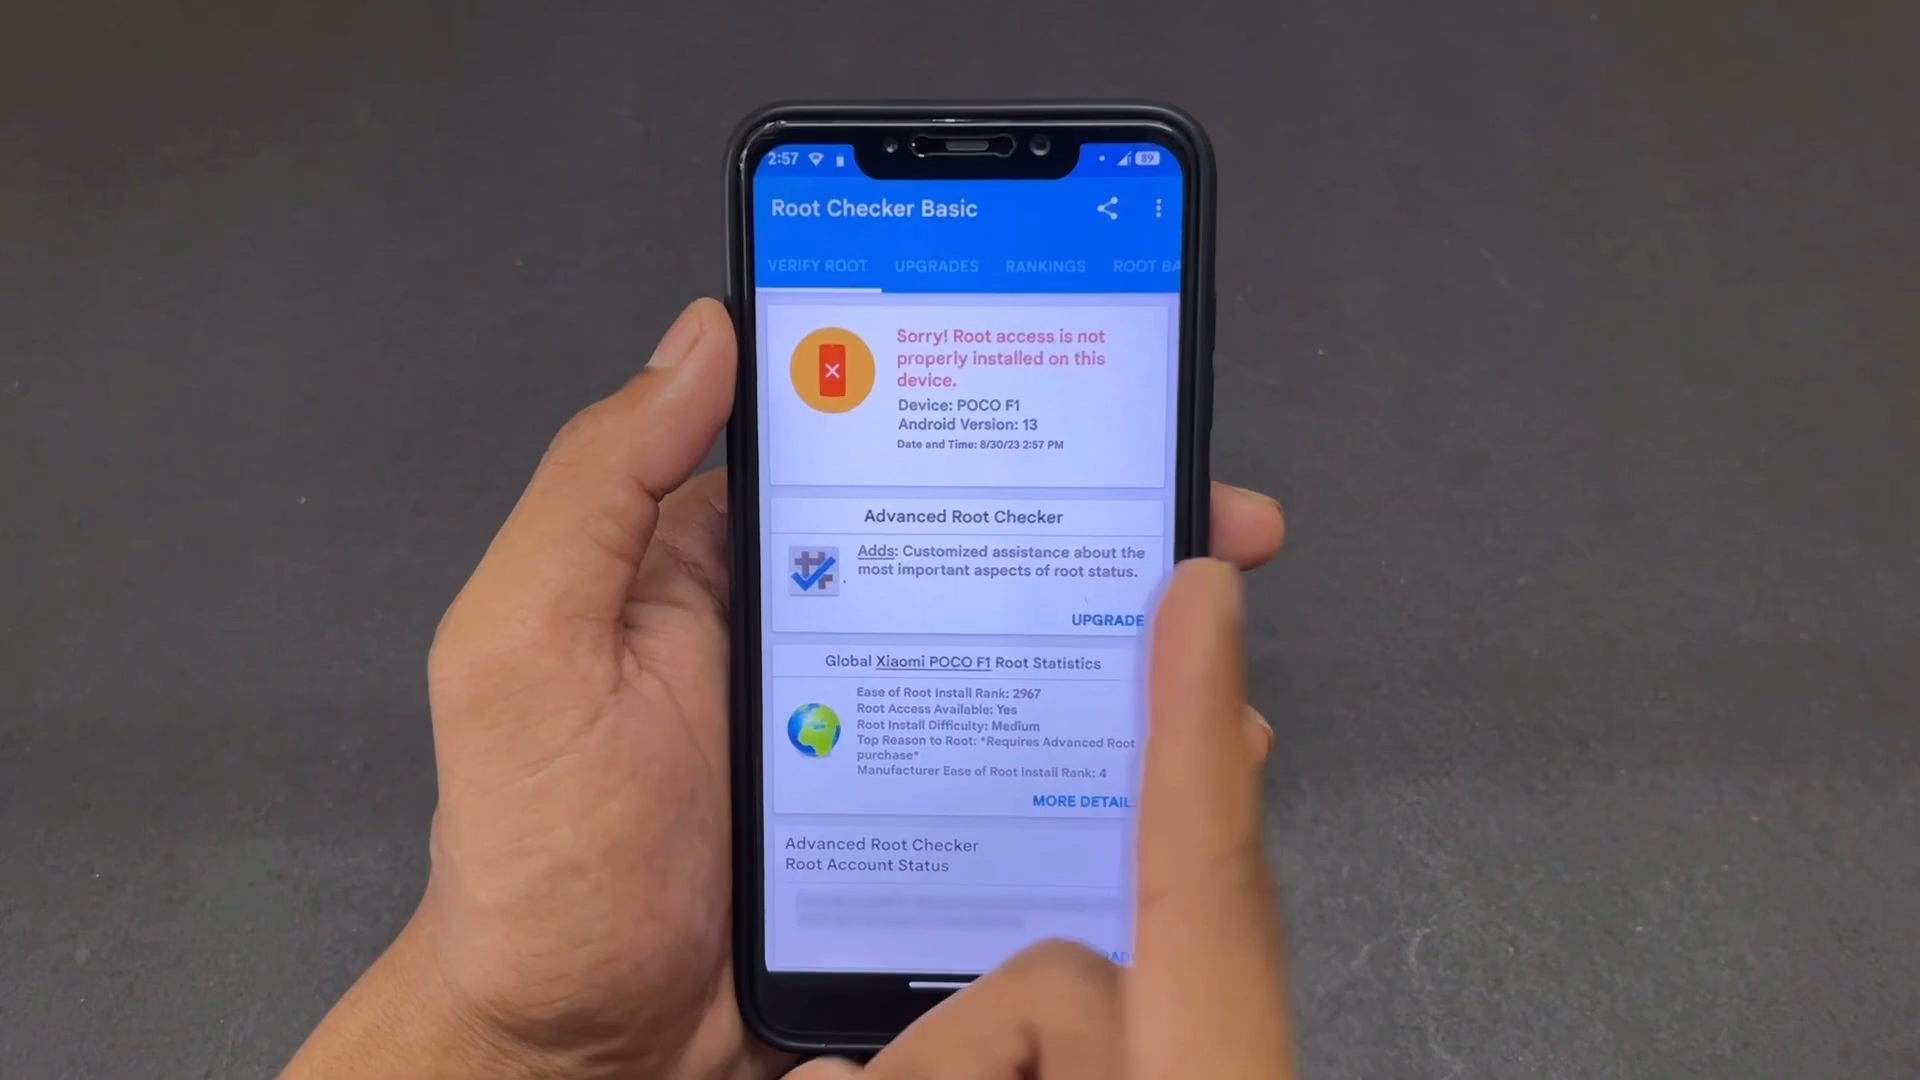 2:57
89
Root Checker Basic
VERIFY ROOT UPGRADES RANKINGS ROOT BA
Sorry! Root access is not
properly installed on this
device.
Device: POCO F1
Android Version: 13
Date and Time: 8/30/23 2:57 PM
Advanced Root Checker
Adds: Customized assistance about the
most important aspects of root status.
UPGRADE
Global Xiaomi POCO F1 Root Statistics
Ease of Root Install Rank: 2967
Root Access Available: Yes
Root Install Difficulty: Medium
Top Reason to Root: *Requires Advanced Root
purchase*
Manufacturer Ease of Root Install Rank: 4
MORE DETAIL
Advanced Root Checker
Root Account Status